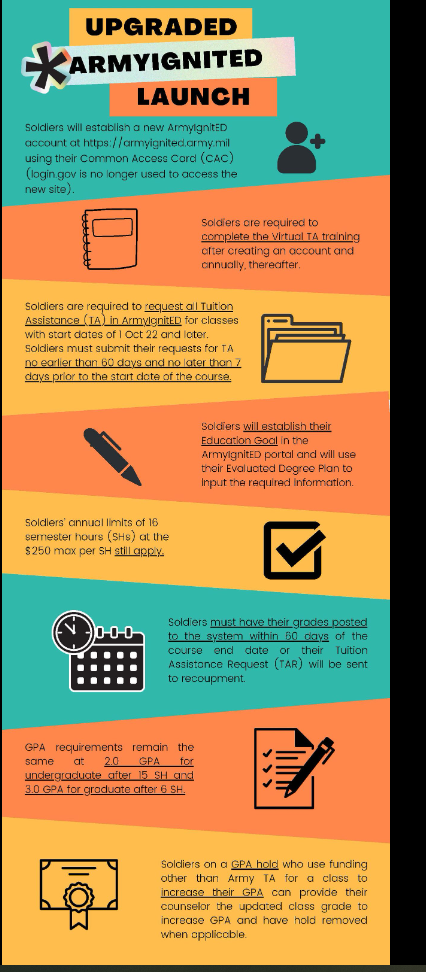 UPGRADED
ARMYIGNITED
LAUNCH
Soldiers will establish a new ArmyIgnitED
account at https://armyignited.army.mil
using their Common Access Card (CAC)
(login.gov is no longer used to access the
new site).
Soldiers are required to
complete the Virtual TA training
after creating an account and
annually, thereafter.
Soldiers are required to request all Tuition
Assistance (TA) in ArmyIgnitED for classes
with start dates of 1 Oct 22 and later.
Soldiers must submit their requests for TA
no earlier than 60 days and no later than 7
days prior to the start date of the course.
Soldiers will establish their
Education Goal in the
ArmyIgnitED portal and will use
their Evaluated Degree Plan to
input the required information.
Soldiers' annual limits of 16
semester hours (SHs) at the
$250 max per SH still apply.
Soldiers must have their grades posted
to the system within 60 days of the
course end date or their Tuition
Assistance Request (TAR) will be sent
to recoupment.
GPA requirements remain the
same at 2.0 GPA for
undergraduate after 15 SH and
3.0 GPA for graduate after 6 SH.
Soldiers on a GPA hold who use funding
other than Army TA for a class to
increase their GPA can provide their
counselor the updated class grade to
increase GPA and have hold removed
when applicable.